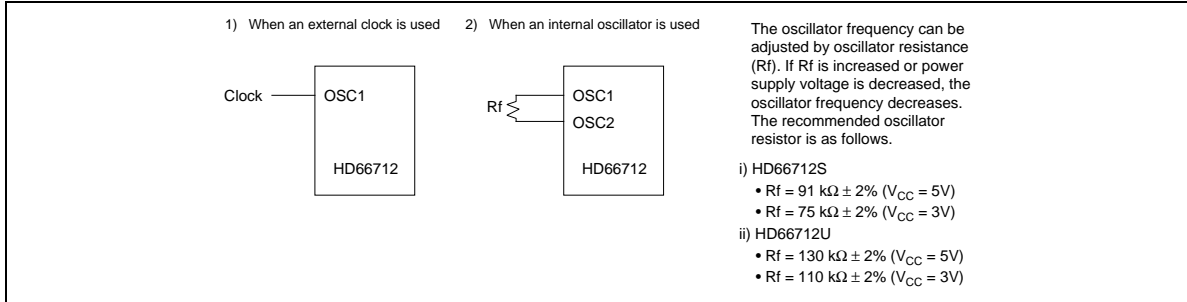 1) When an external clock is used
Clock
OSC1
HD66712
2) When an internal oscillator is used
Rf
OSC1
OSC2
HD66712
The oscillator frequency can be
adjusted by oscillator resistance
(Rf). If Rf is increased or power
supply voltage is decreased, the
oscillator frequency decreases.
The recommended oscillator
resistor is as follows.
i) HD66712S
• Rf = 91 kΩ ± 2% (VCC = 5V)
• Rf = 75 kΩ ± 2% (VCC = 3V)
ii) HD66712U
• Rf = 130 kΩ ± 2% (VCC = 5V)
• Rf = 110 kΩ ± 2% (VCC = 3V)